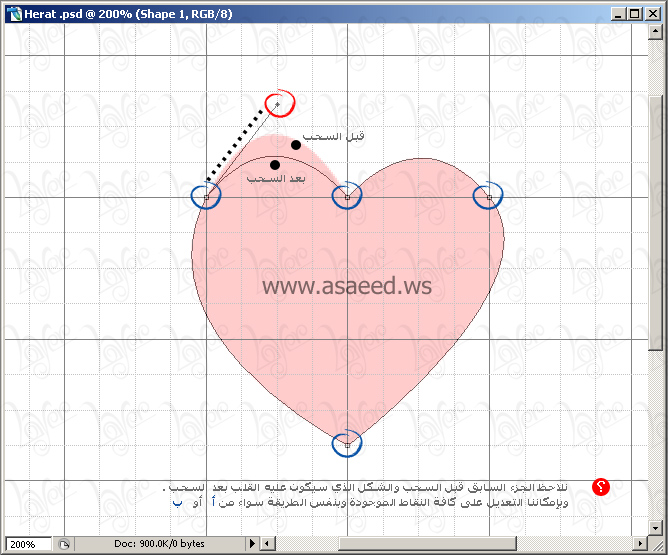 Herat .psd @ 200% (Shape 1, RGB/8)
قبل السحب
بعد السحب
www.asaeed.ws
نلاحظ الجزء السابق قبل السحب والشكل الذي سيكون عليه القلب بعد السحب .
؟
وبإمكاننا التعديل على كافة النقاط الموجودة وبنفس الطريقة سواء من أ أو ب
200%
Doc: 900.0K/0 bytes